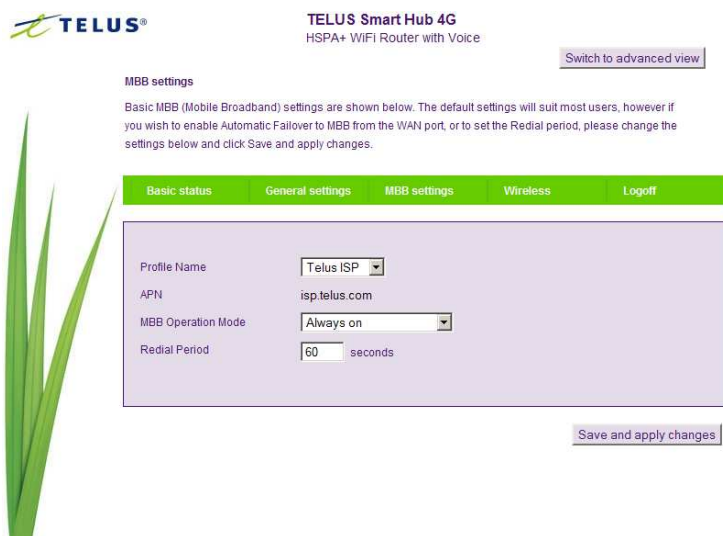 TELUS®
TELUS Smart Hub 4G
HSPA+ WiFi Router with Voice
Switch to advanced view
MBB settings
Basic MBB (Mobile Broadband) settings are shown below. The default settings will suit most users, however if
you wish to enable Automatic Failover to MBB from the WAN port, or to set the Redial period, please change the
settings below and click Save and apply changes.
Basic status General settings MBB settings Wireless Logoff
Profile Name Telus ISP
APN isp.telus.com
MBB Operation Mode Always on
Redial Period 60 seconds
Save and apply changes